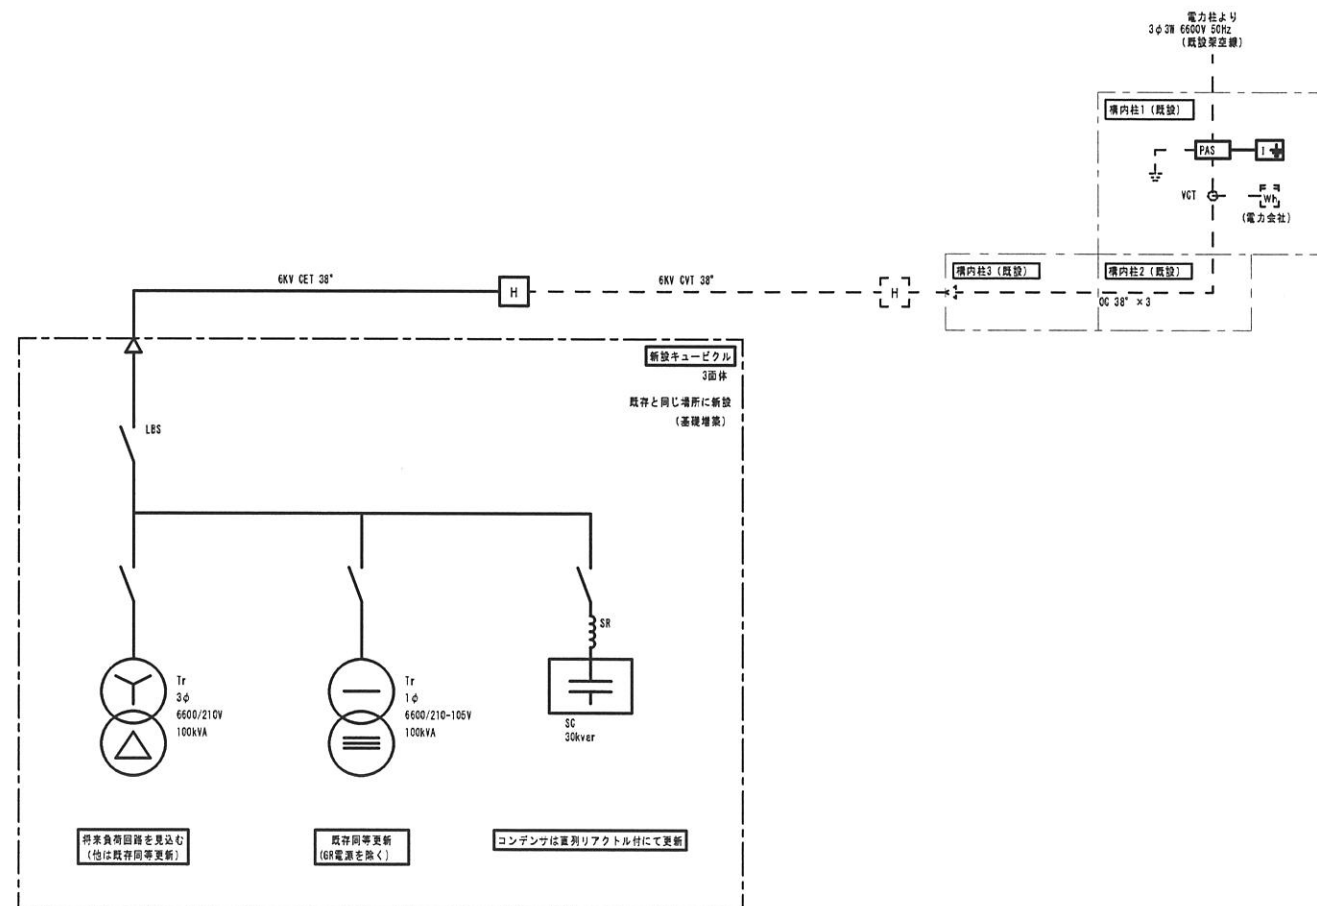 電力柱より
3φ3W 6600V 50Hz
(既設架空線)
構内柱1 (既設)
PAS
I
VCT
Wh
(電力会社)
構内柱3 (既設)
構内柱2 (既設)
6KV CET 38°
H
6KV CVT 38°
H
OC 38° ×3
新設キュービクル
3面体
既存と同じ場所に新設
(基礎増築)
LBS
SR
Tr
3φ
6600/210V
100kVA
Tr
1φ
6600/210-105V
100kVA
SC
30kvar
将来負荷回路を見込む
(他は既存同等更新)
既存同等更新
(GR電源を除く)
コンデンサは直列リアクトル付にて更新